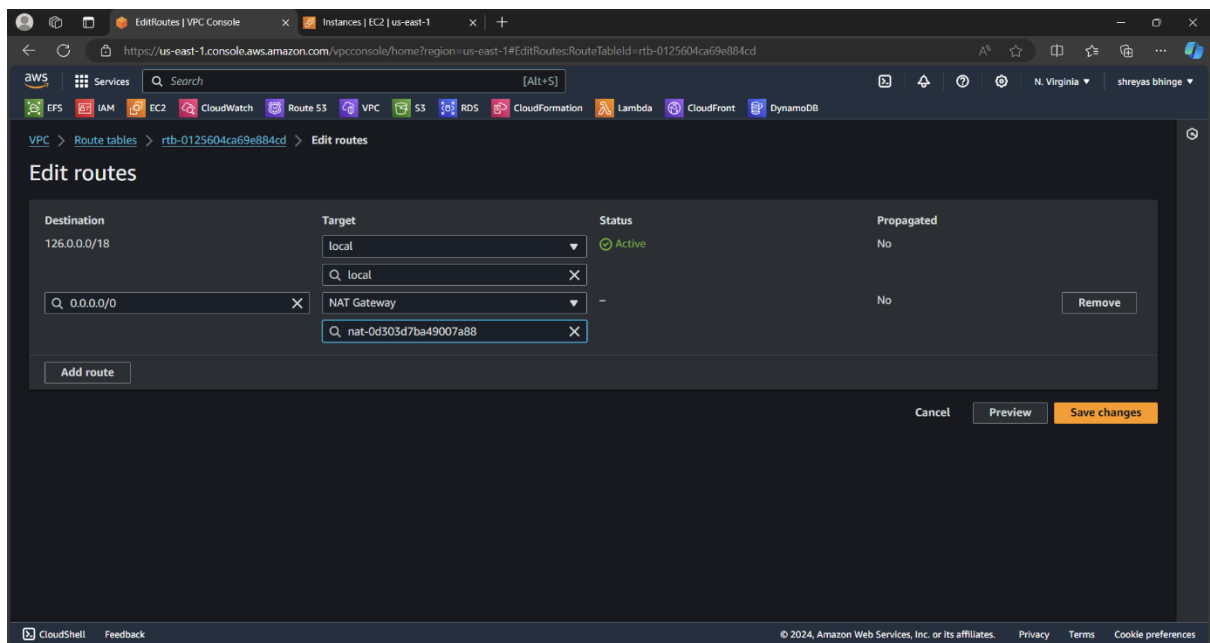 EditRoutes | VPC Console
Instances | EC2 | us-east-1
https://us-east-1.console.aws.amazon.com/vpcconsole/home?region=us-east-1#EditRoutes:RouteTableId=rtb-0125604ca69e884cd
aws Services Search [Alt+S] N. Virginia shreyas bhinge
EFS IAM EC2 CloudWatch Route 53 VPC S3 RDS CloudFormation Lambda CloudFront DynamoDB
VPC > Route tables > rtb-0125604ca69e884cd > Edit routes
Edit routes
Destination Target Status Propagated
126.0.0.0/18 local Active No
local
0.0.0.0/0 NAT Gateway – No Remove
nat-0d303d7ba49007a88
Add route
Cancel Preview Save changes
CloudShell Feedback © 2024, Amazon Web Services, Inc. or its affiliates. Privacy Terms Cookie preferences